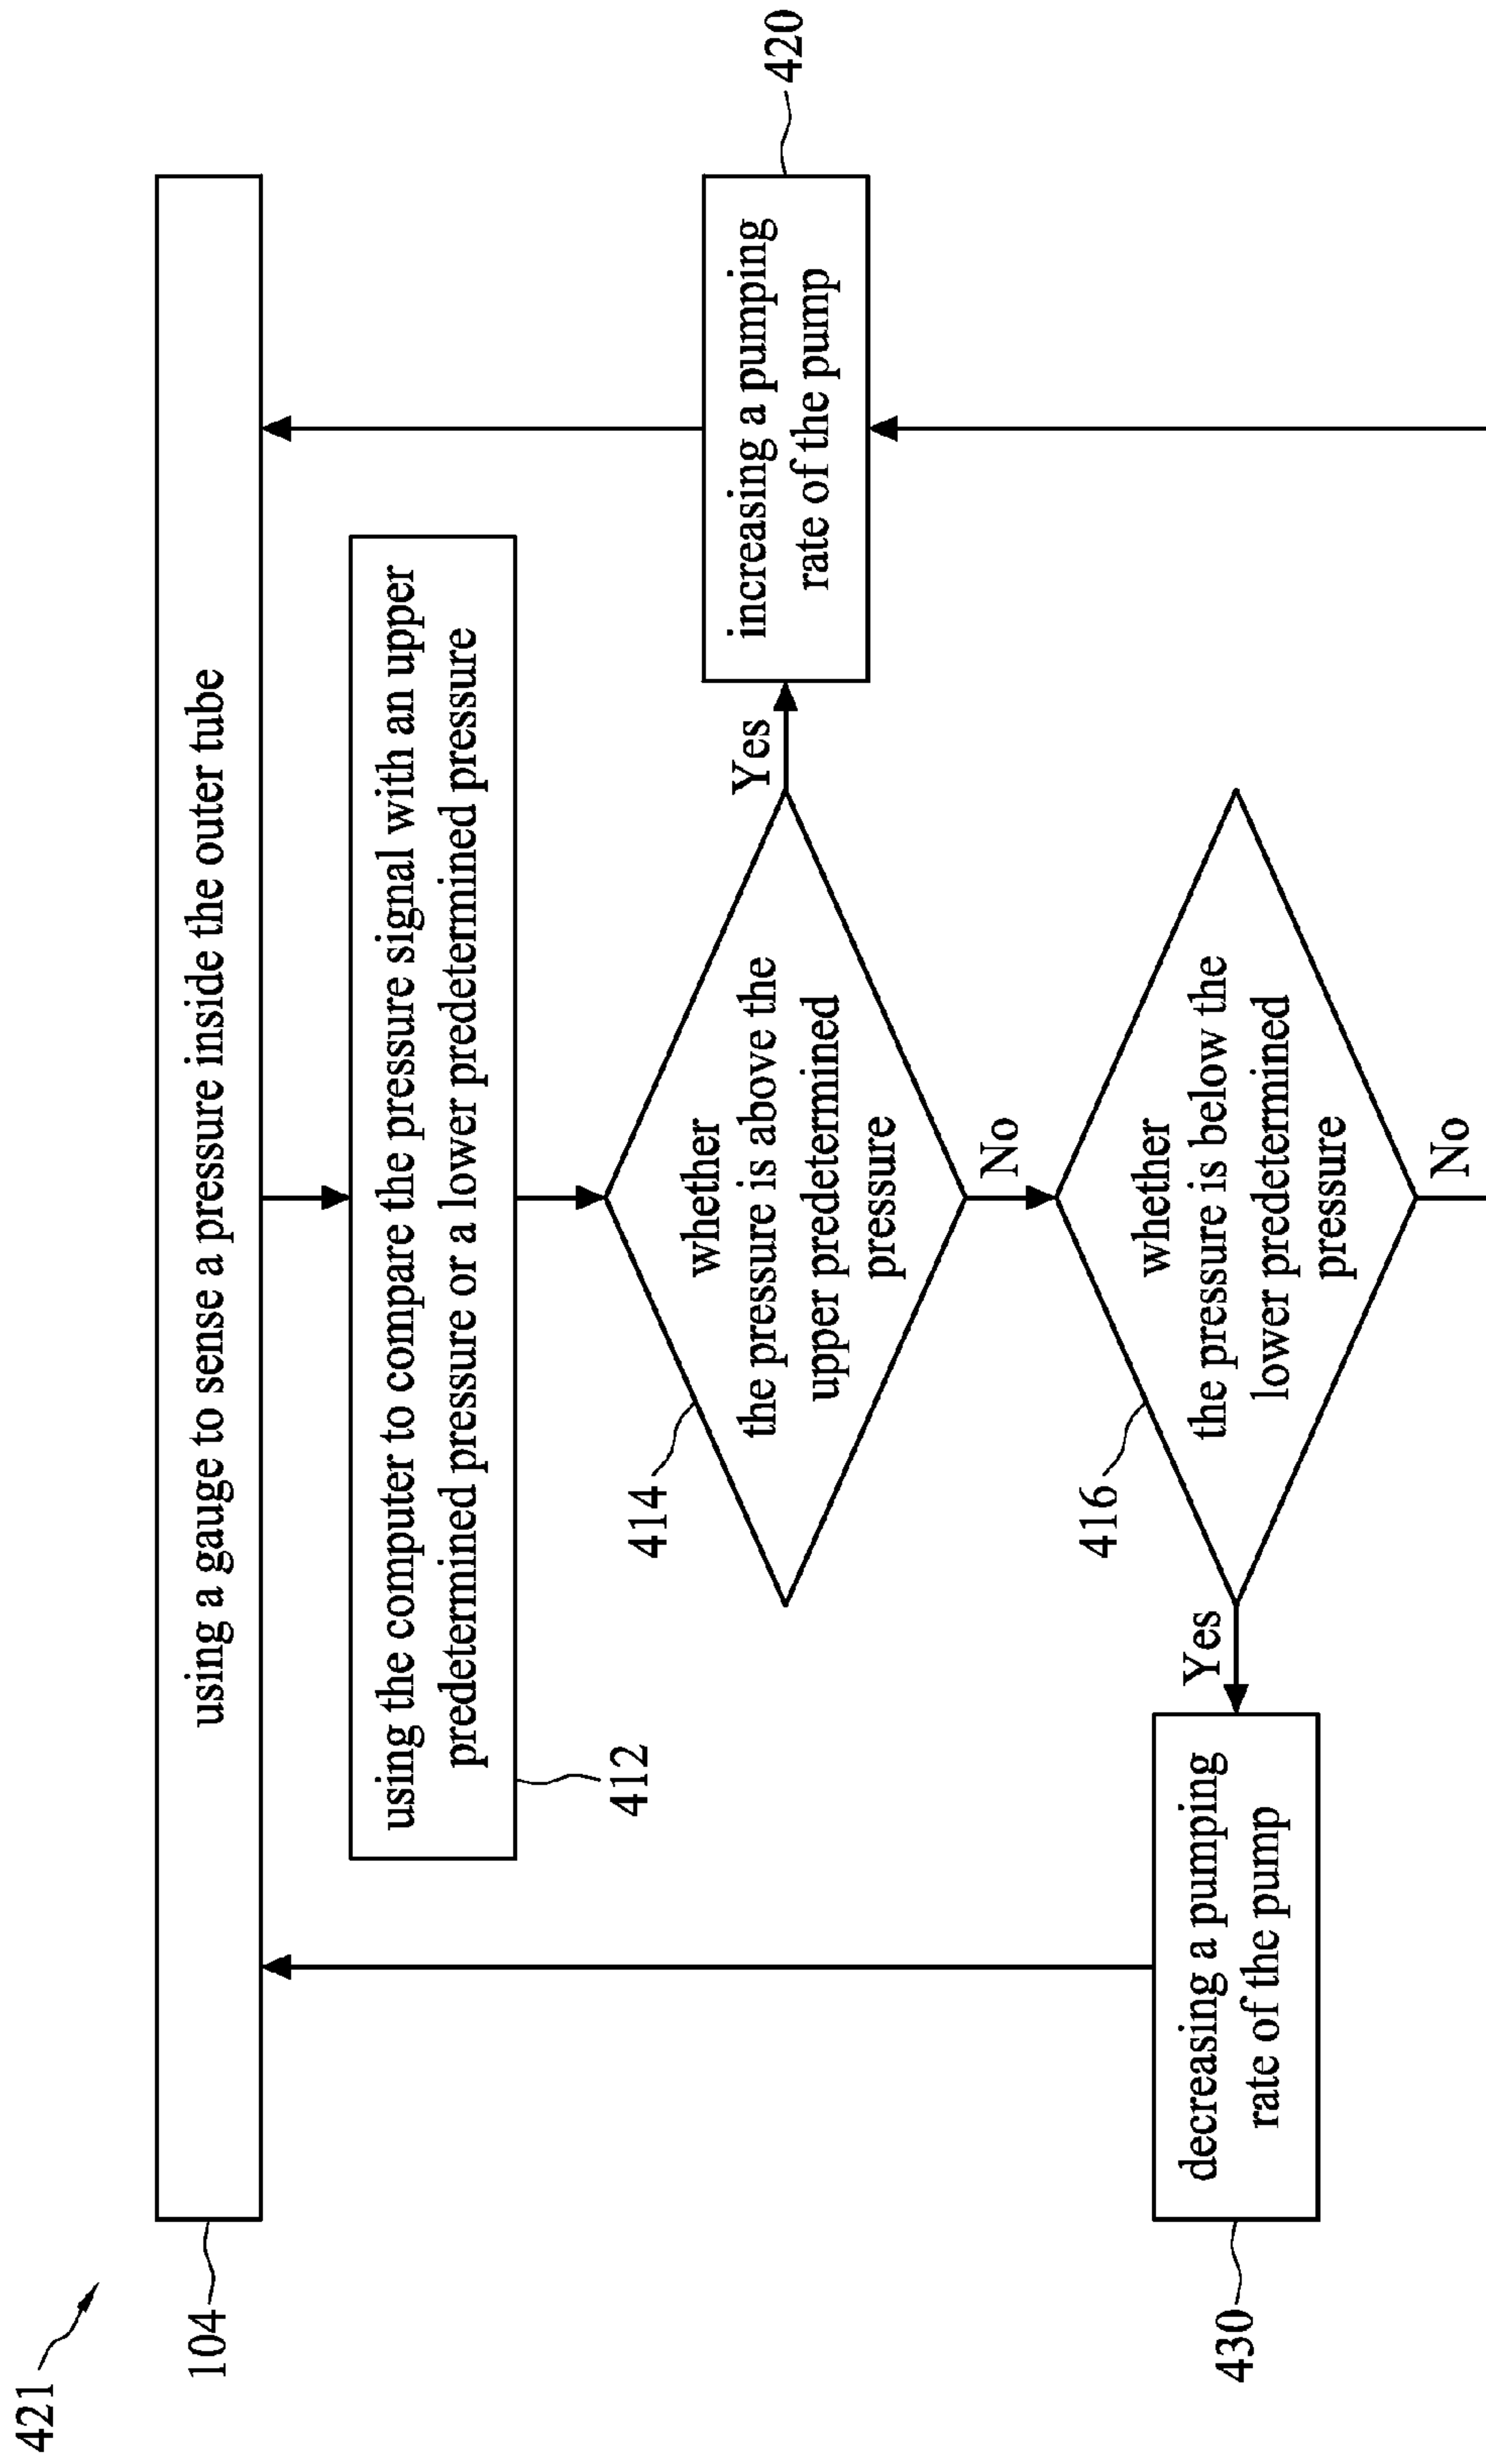 421
104
using a gauge to sense a pressure inside the outer tube
using the computer to compare the pressure signal with an upper
predetermined pressure or a lower predetermined pressure
412
414
whether
the pressure is above the
upper predetermined
pressure
Yes
increasing a pumping
rate of the pump
420
No
416
whether
the pressure is below the
lower predetermined
pressure
Yes
decreasing a pumping
rate of the pump
430
No